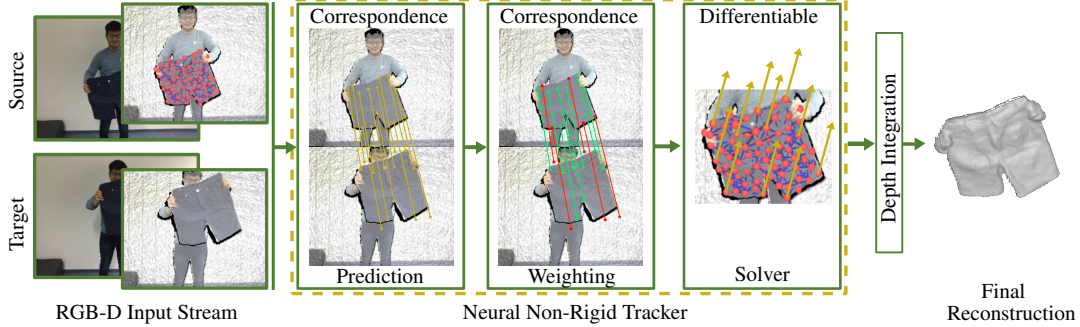 Source
Target
RGB-D Input Stream
Correspondence
Prediction
Correspondence
Weighting
Differentiable
Solver
Neural Non-Rigid Tracker
Depth Integration
Final
Reconstruction